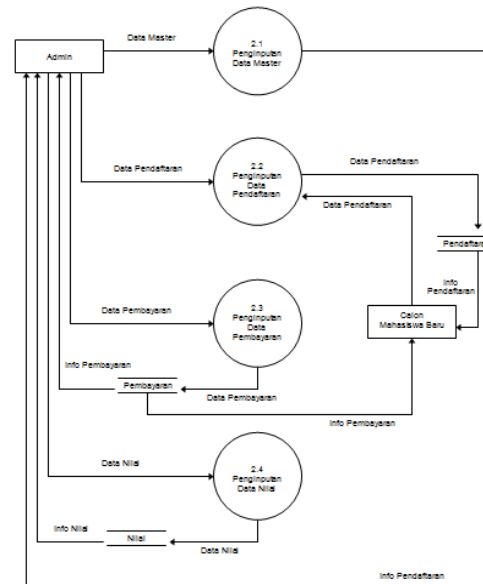 Data Master
2.1
Penginputan
Data Master
Admin
2.2
Penginputan
Data
Pendaftaran
Data Pendaftaran
Data Pendaftaran
Data Pendaftaran
Pendaftaran
Info
Pendaftaran
2.3
Penginputan
Data
Pembayaran
Data Pembayaran
Calon
Mahasiswa Baru
Info Pembayaran
Pembayaran
Data Pembayaran
Info Pembayaran
2.4
Penginputan
Data Nilai
Data Nilai
Info Nilai
Nilai
Data Nilai
Info Pendaftaran